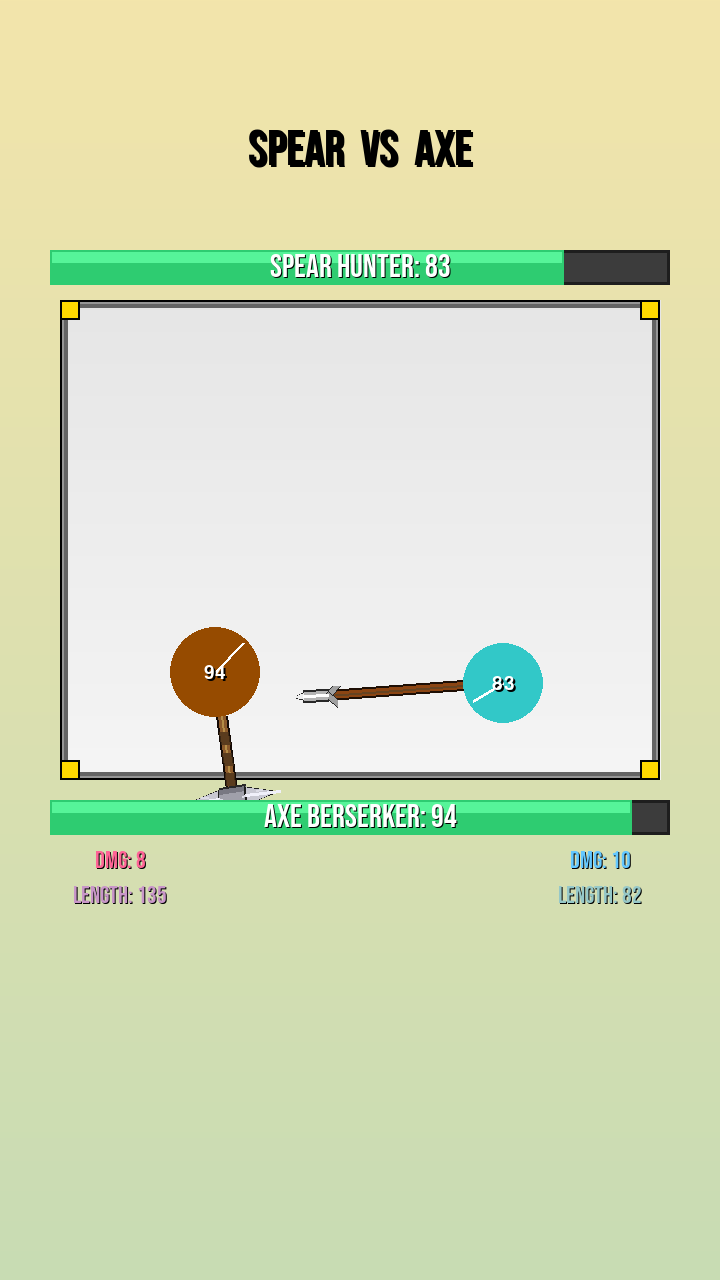 SPEAR VS AXE
SPEAR HUNTER: 83
94
83
AXE BERSERKER: 94
DMG: 8
DMG: 10
LENGTH: 135
LENGTH: 82